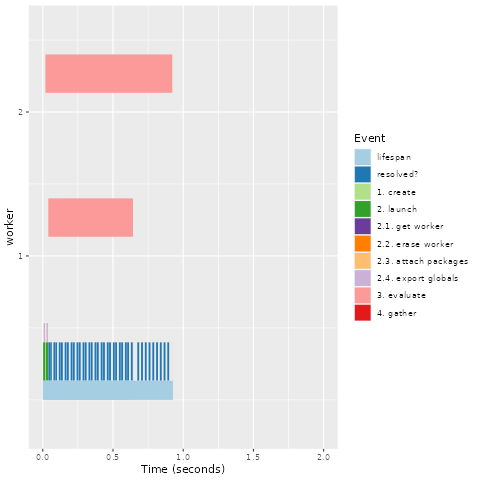 2
1
worker
0.0 0.5 1.0 1.5 2.0
Time (seconds)
Event
lifespan
resolved?
1. create
2. launch
2.1. get worker
2.2. erase worker
2.3. attach packages
2.4. export globals
3. evaluate
4. gather